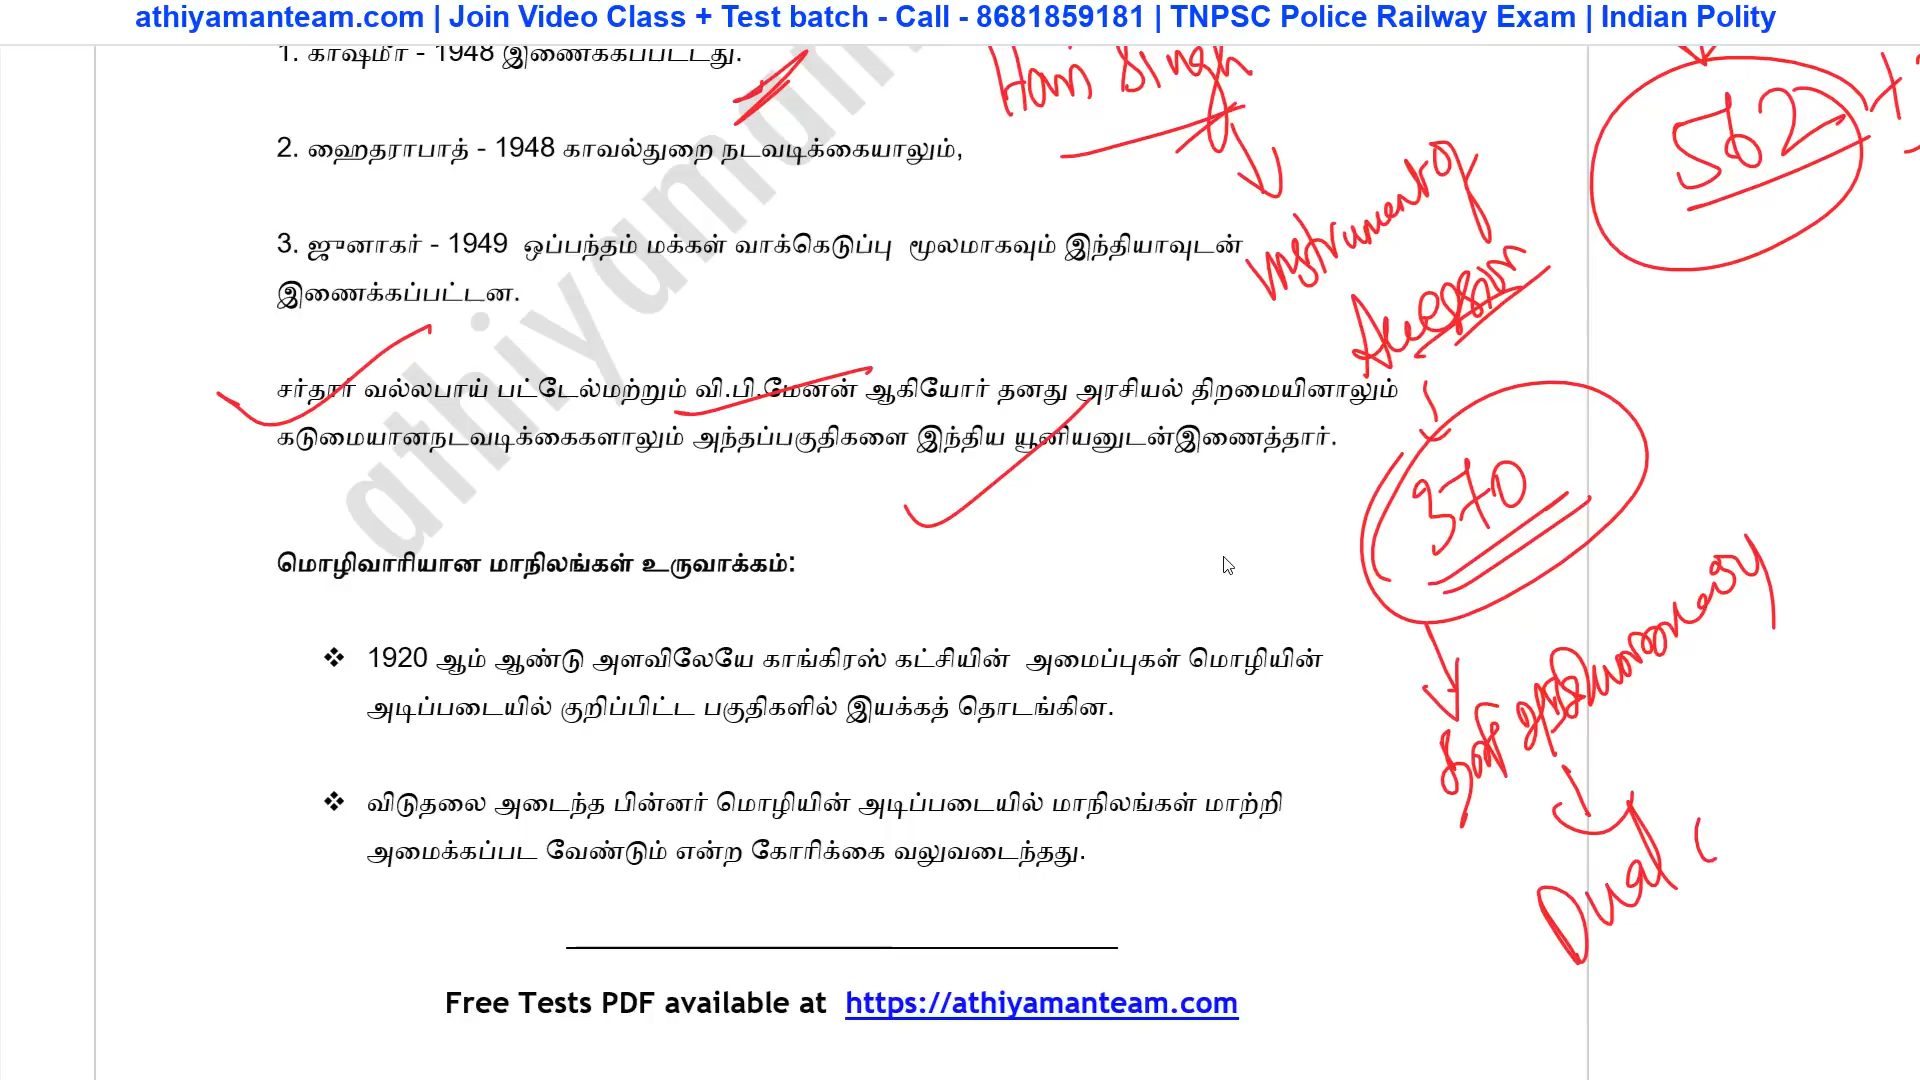 athiyamanteam.com | Join Video Class + Test batch - Call - 8681859181 | TNPSC Police Railway Exam | Indian Polity
1. காஷ்மீர் - 1948 இணைக்கப்பட்டது.
Hari Singh
562 +
2. ஹைதராபாத் - 1948 காவல்துறை நடவடிக்கையாலும்,
Instrument of
Accession
3. ஜுனாகர் - 1949 ஒப்பந்தம் மக்கள் வாக்கெடுப்பு மூலமாகவும் இந்தியாவுடன்
இணைக்கப்பட்டன.
சர்தார் வல்லபாய் பட்டேல்மற்றும் வி.பி.மேனன் ஆகியோர் தனது அரசியல் திறமையினாலும்
கடுமையானநடவடிக்கைகளாலும் அந்தப்பகுதிகளை இந்திய யூனியனுடன்இணைத்தார்.
370
மொழிவாரியான மாநிலங்கள் உருவாக்கம்:
❖ 1920 ஆம் ஆண்டு அளவிலேயே காங்கிரஸ் கட்சியின் அமைப்புகள் மொழியின்
அடிப்படையில் குறிப்பிட்ட பகுதிகளில் இயக்கத் தொடங்கின.
❖ விடுதலை அடைந்த பின்னர் மொழியின் அடிப்படையில் மாநிலங்கள் மாற்றி
அமைக்கப்பட வேண்டும் என்ற கோரிக்கை வலுவடைந்தது.
Dual (
Free Tests PDF available at https://athiyamanteam.com